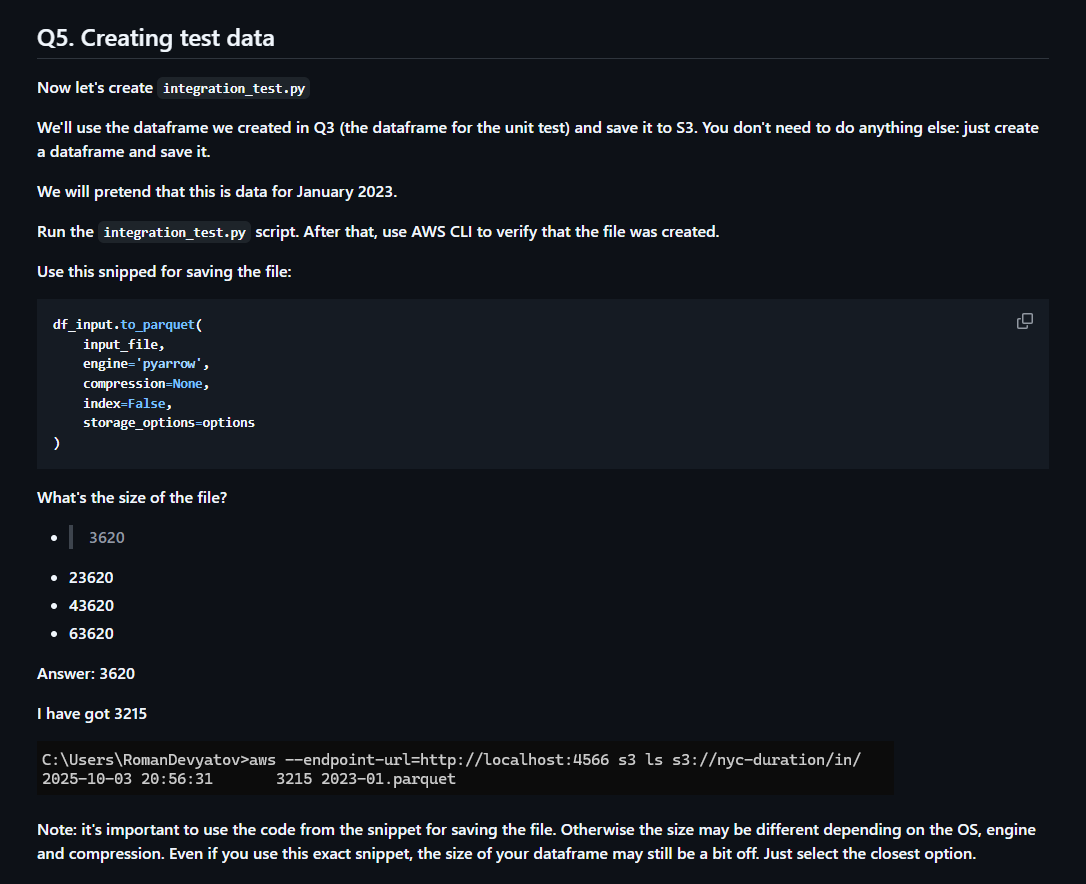 Q5. Creating test data
Now let's create integration_test.py
We'll use the dataframe we created in Q3 (the dataframe for the unit test) and save it to S3. You don't need to do anything else: just create
a dataframe and save it.
We will pretend that this is data for January 2023.
Run the integration_test.py script. After that, use AWS CLI to verify that the file was created.
Use this snipped for saving the file:
df_input.to_parquet(
    input_file,
    engine='pyarrow',
    compression=None,
    index=False,
    storage_options=options
)
What's the size of the file?
• 3620
• 23620
• 43620
• 63620
Answer: 3620
I have got 3215
C:\Users\RomanDevyatov>aws --endpoint-url=http://localhost:4566 s3 ls s3://nyc-duration/in/
2025-10-03 20:56:31       3215 2023-01.parquet
Note: it's important to use the code from the snippet for saving the file. Otherwise the size may be different depending on the OS, engine
and compression. Even if you use this exact snippet, the size of your dataframe may still be a bit off. Just select the closest option.